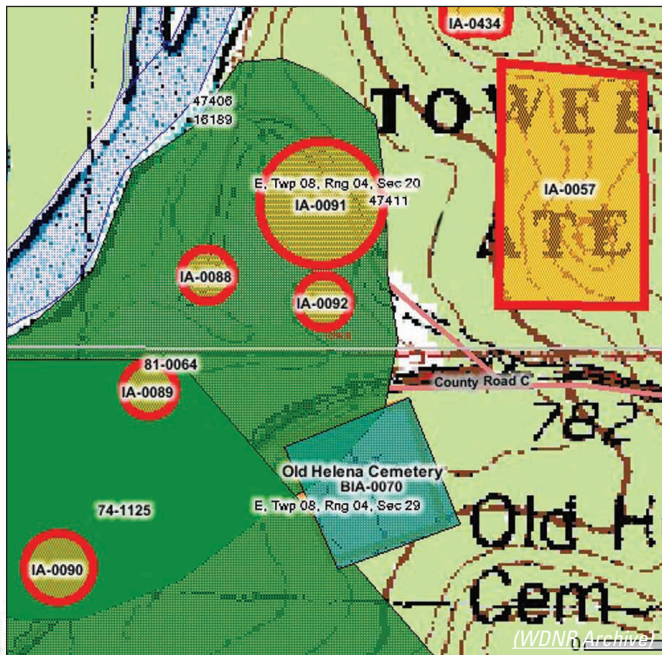 IA-0434
47406
16189
TOWER
IA-0057
E, Twp 08, Rng 04, Sec 20
IA-0091
47411
ATE
IA-0088
IA-0092
81-0064
IA-0089
County Road C
782
Old Helena Cemetery
BIA-0070
E, Twp 08, Rng 04, Sec 29
74-1125
Old H
Cem
IA-0090
(WDNR Archive)